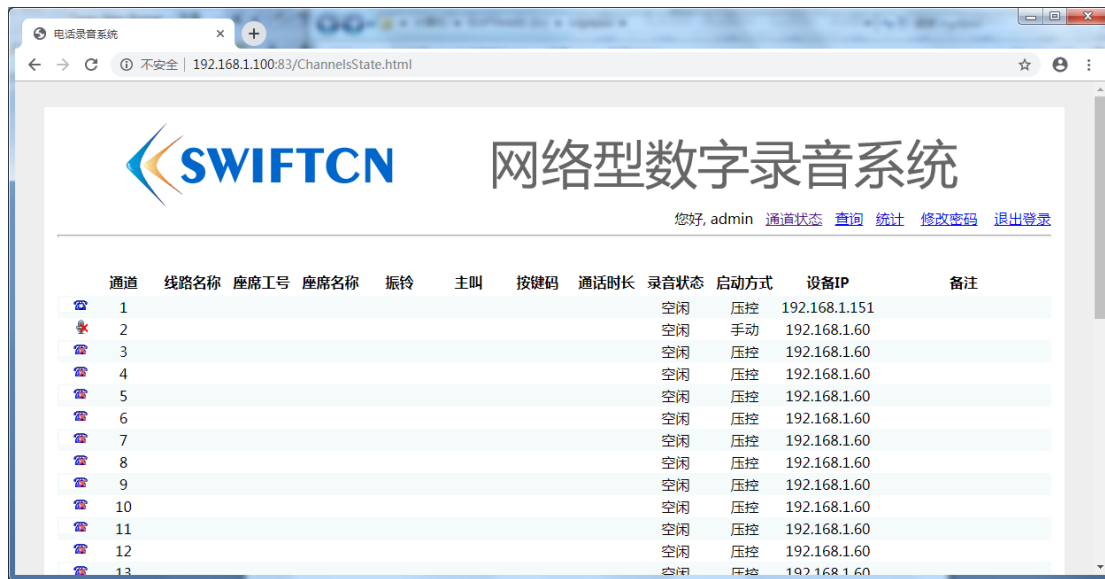 电话录音系统
不安全 | 192.168.1.100:83/ChannelsState.html
SWIFTCN 网络型数字录音系统
您好, admin 通道状态 查询 统计 修改密码 退出登录
通道 线路名称 座席工号 座席名称 振铃 主叫 按键码 通话时长 录音状态 启动方式 设备IP 备注
1 空闲 压控 192.168.1.151
2 空闲 手动 192.168.1.60
3 空闲 压控 192.168.1.60
4 空闲 压控 192.168.1.60
5 空闲 压控 192.168.1.60
6 空闲 压控 192.168.1.60
7 空闲 压控 192.168.1.60
8 空闲 压控 192.168.1.60
9 空闲 压控 192.168.1.60
10 空闲 压控 192.168.1.60
11 空闲 压控 192.168.1.60
12 空闲 压控 192.168.1.60
13 空闲 压控 192.168.1.60